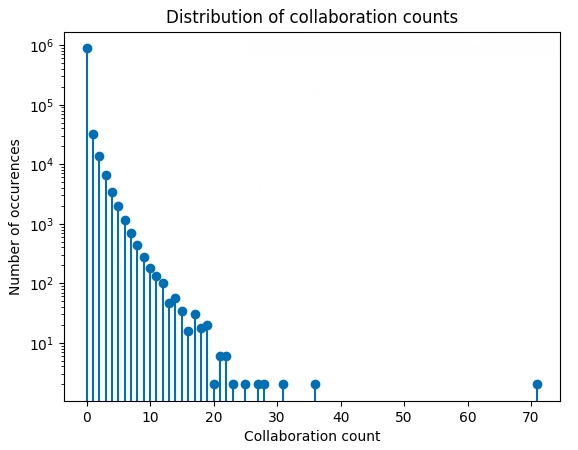 Distribution of collaboration counts
Number of occurences
10^6
10^5
10^4
10^3
10^2
10^1
0 10 20 30 40 50 60 70
Collaboration count